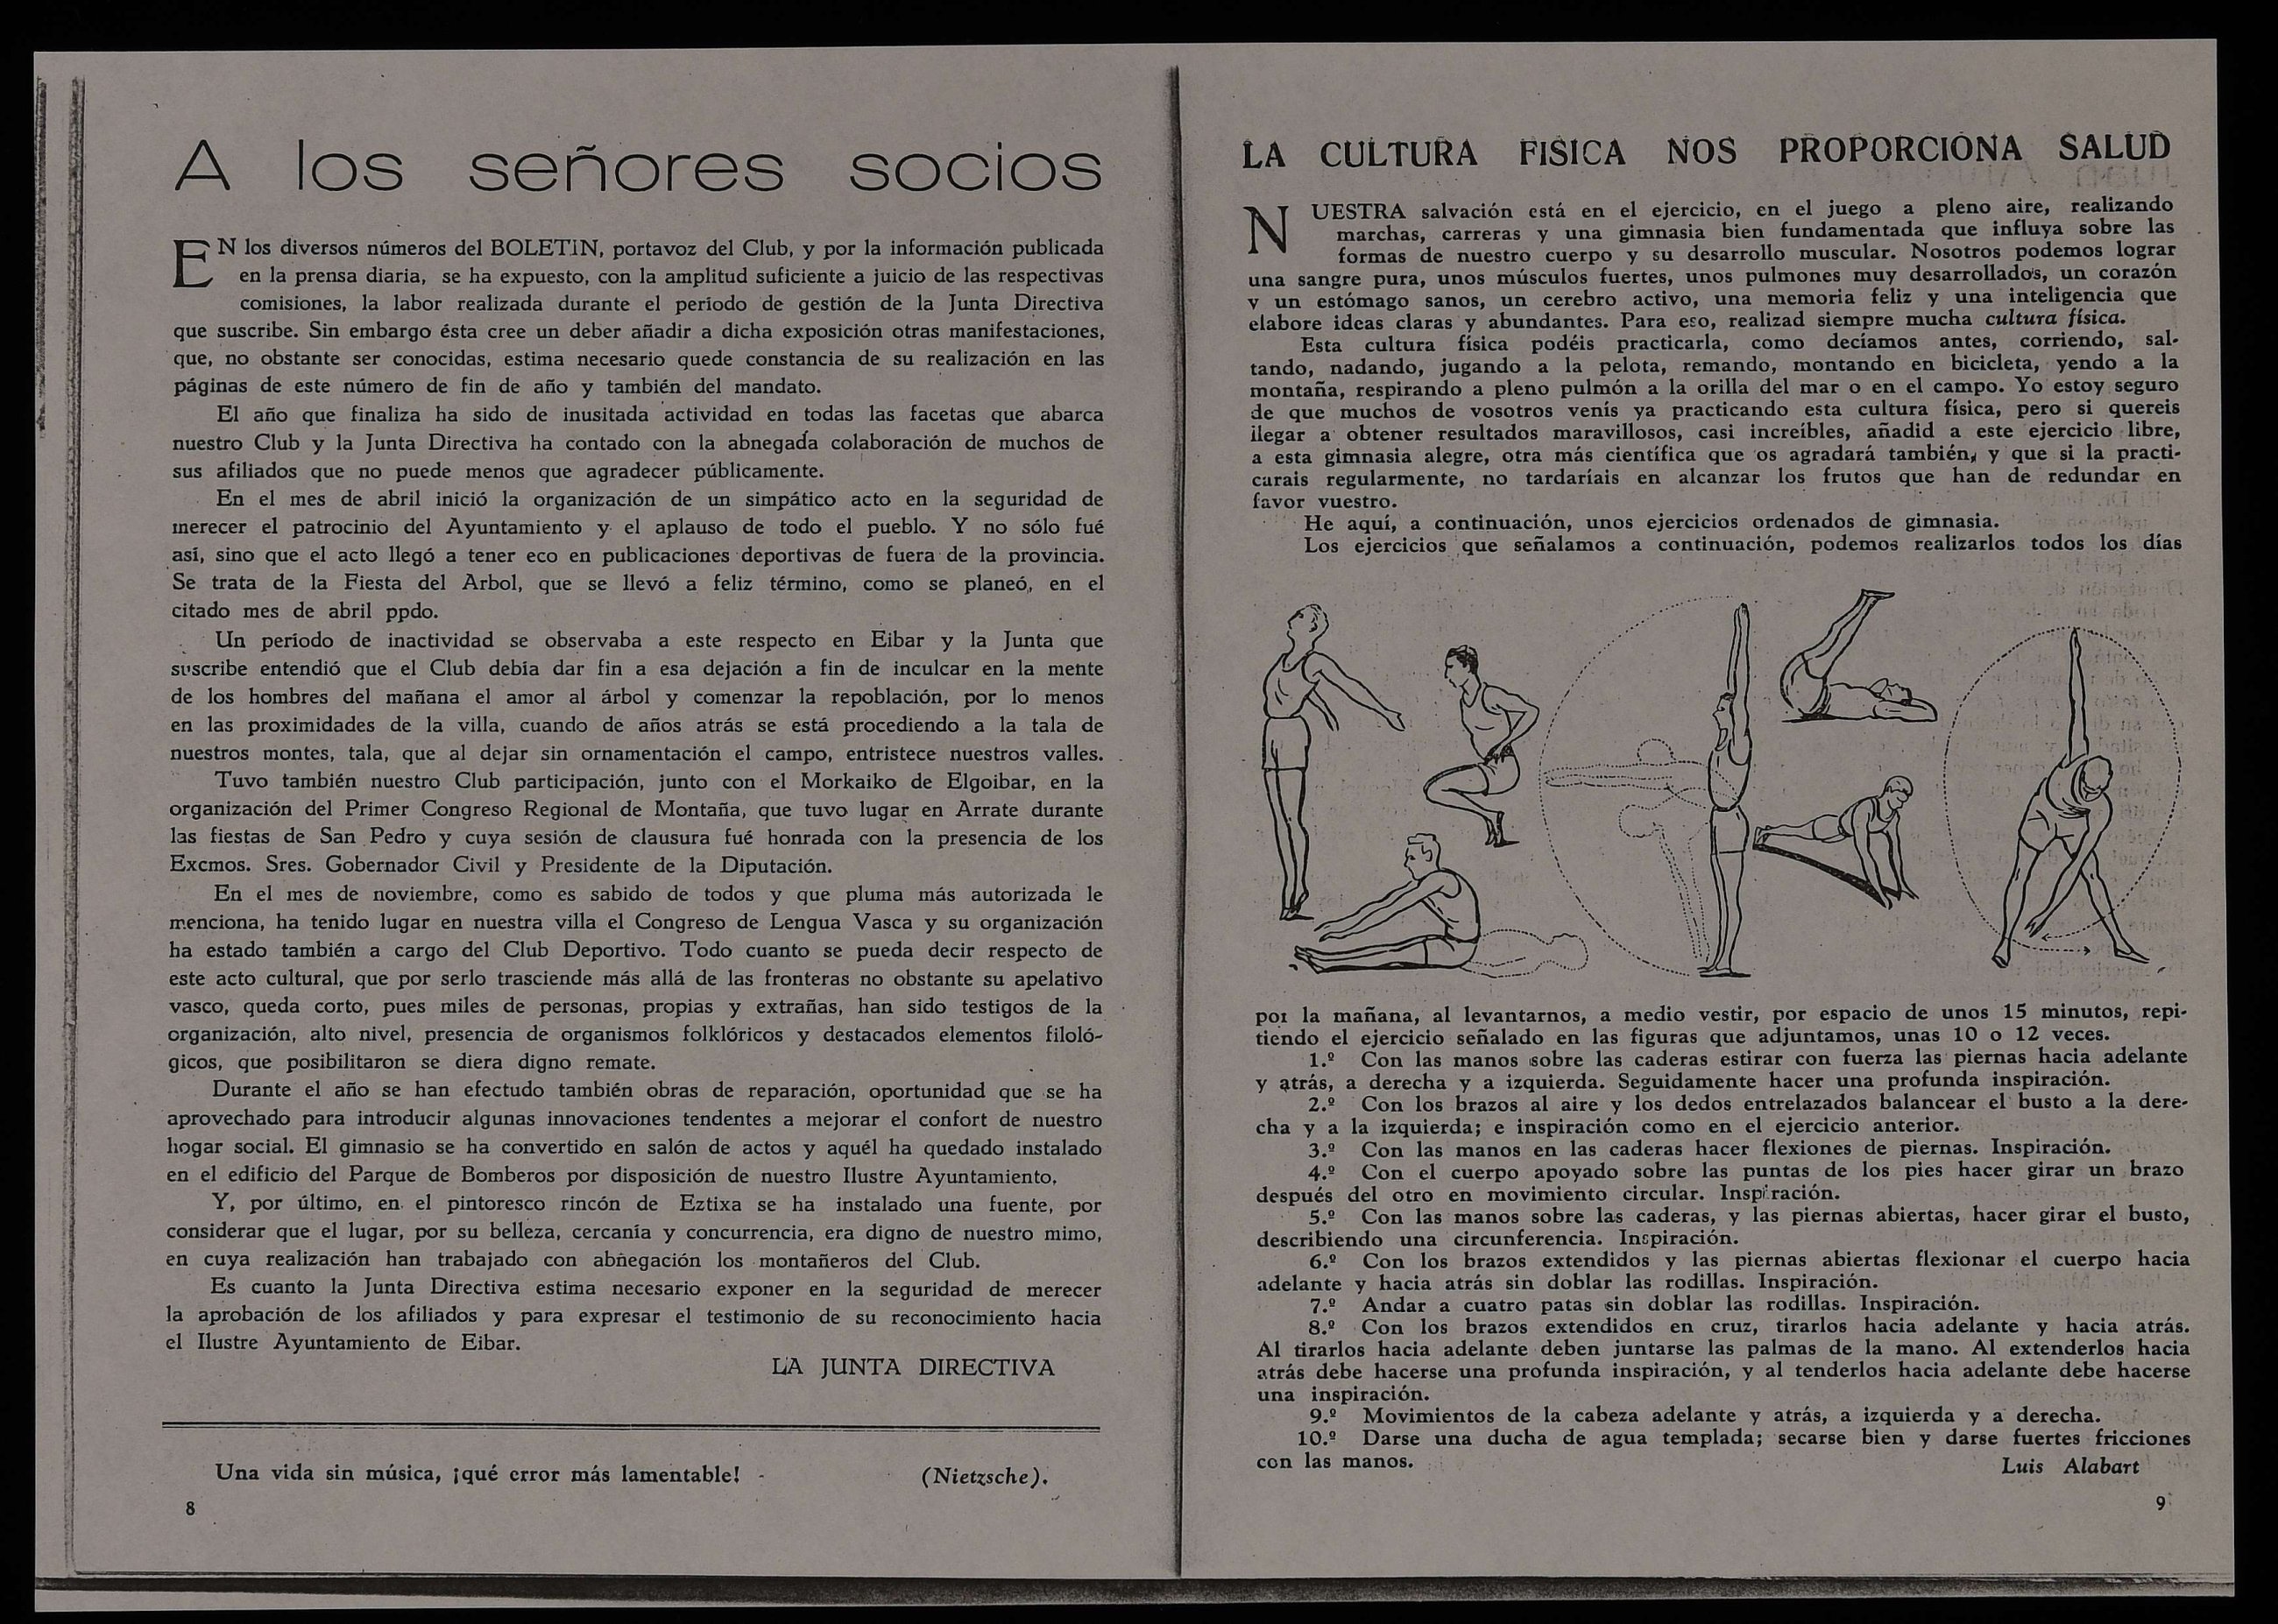 A los señores socios
EN los diversos números del BOLETIN, portavoz del Club, y por la información publicada
en la prensa diaria, se ha expuesto, con la amplitud suficiente a juicio de las respectivas
comisiones, la labor realizada durante el periodo de gestión de la Junta Directiva
que suscribe. Sin embargo ésta cree un deber añadir a dicha exposición otras manifestaciones,
que, no obstante ser conocidas, estima necesario quede constancia de su realización en las
páginas de este número de fin de año y también del mandato.
El año que finaliza ha sido de inusitada actividad en todas las facetas que abarca
nuestro Club y la Junta Directiva ha contado con la abnegada colaboración de muchos de
sus afiliados que no puede menos que agradecer públicamente.
En el mes de abril inició la organización de un simpático acto en la seguridad de
merecer el patrocinio del Ayuntamiento y el aplauso de todo el pueblo. Y no sólo fué
así, sino que el acto llegó a tener eco en publicaciones deportivas de fuera de la provincia.
Se trata de la Fiesta del Arbol, que se llevó a feliz término, como se planeó, en el
citado mes de abril ppdo.
Un periodo de inactividad se observaba a este respecto en Eibar y la Junta que
suscribe entendió que el Club debía dar fin a esa dejación a fin de inculcar en la mente
de los hombres del mañana el amor al árbol y comenzar la repoblación, por lo menos
en las proximidades de la villa, cuando de años atrás se está procediendo a la tala de
nuestros montes, tala, que al dejar sin ornamentación el campo, entristece nuestros valles.
Tuvo también nuestro Club participación, junto con el Morkaiko de Elgoibar, en la
organización del Primer Congreso Regional de Montaña, que tuvo lugar en Arrate durante
las fiestas de San Pedro y cuya sesión de clausura fué honrada con la presencia de los
Excmos. Sres. Gobernador Civil y Presidente de la Diputación.
En el mes de noviembre, como es sabido de todos y que pluma más autorizada le
menciona, ha tenido lugar en nuestra villa el Congreso de Lengua Vasca y su organización
ha estado también a cargo del Club Deportivo. Todo cuanto se pueda decir respecto de
este acto cultural, que por serlo trasciende más allá de las fronteras no obstante su apelativo
vasco, queda corto, pues miles de personas, propias y extrañas, han sido testigos de la
organización, alto nivel, presencia de organismos folklóricos y destacados elementos filoló-
gicos, que posibilitaron se diera digno remate.
Durante el año se han efectudo también obras de reparación, oportunidad que se ha
aprovechado para introducir algunas innovaciones tendentes a mejorar el confort de nuestro
hogar social. El gimnasio se ha convertido en salón de actos y aquél ha quedado instalado
en el edificio del Parque de Bomberos por disposición de nuestro Ilustre Ayuntamiento.
Y, por último, en el pintoresco rincón de Eztixa se ha instalado una fuente, por
considerar que el lugar, por su belleza, cercanía y concurrencia, era digno de nuestro mimo,
en cuya realización han trabajado con abnegación los montañeros del Club.
Es cuanto la Junta Directiva estima necesario exponer en la seguridad de merecer
la aprobación de los afiliados y para expresar el testimonio de su reconocimiento hacia
el Ilustre Ayuntamiento de Eibar.
LA JUNTA DIRECTIVA
Una vida sin música, ¡qué error más lamentable! (Nietzsche).
8
LA CULTURA FISICA NOS PROPORCIONA SALUD
NUESTRA salvación está en el ejercicio, en el juego a pleno aire, realizando
marchas, carreras y una gimnasia bien fundamentada que influya sobre las
formas de nuestro cuerpo y su desarrollo muscular. Nosotros podemos lograr
una sangre pura, unos músculos fuertes, unos pulmones muy desarrollados, un corazón
y un estómago sanos, un cerebro activo, una memoria feliz y una inteligencia que
elabore ideas claras y abundantes. Para eso, realizad siempre mucha cultura física.
Esta cultura física podéis practicarla, como decíamos antes, corriendo, sal-
tando, nadando, jugando a la pelota, remando, montando en bicicleta, yendo a la
montaña, respirando a pleno pulmón a la orilla del mar o en el campo. Yo estoy seguro
de que muchos de vosotros venís ya practicando esta cultura física, pero si quereis
llegar a obtener resultados maravillosos, casi increíbles, añadid a este ejercicio libre,
a esta gimnasia alegre, otra más científica que os agradará también, y que si la practi-
carais regularmente, no tardaríais en alcanzar los frutos que han de redundar en
favor vuestro.
He aquí, a continuación, unos ejercicios ordenados de gimnasia.
Los ejercicios que señalamos a continuación, podemos realizarlos todos los días
por la mañana, al levantarnos, a medio vestir, por espacio de unos 15 minutos, repi-
tiendo el ejercicio señalado en las figuras que adjuntamos, unas 10 o 12 veces.
1.º Con las manos sobre las caderas estirar con fuerza las piernas hacia adelante
y atrás, a derecha y a izquierda. Seguidamente hacer una profunda inspiración.
2.º Con los brazos al aire y los dedos entrelazados balancear el busto a la dere-
cha y a la izquierda; e inspiración como en el ejercicio anterior.
3.º Con las manos en las caderas hacer flexiones de piernas. Inspiración.
4.º Con el cuerpo apoyado sobre las puntas de los pies hacer girar un brazo
después del otro en movimiento circular. Inspiración.
5.º Con las manos sobre las caderas, y las piernas abiertas, hacer girar el busto,
describiendo una circunferencia. Inspiración.
6.º Con los brazos extendidos y las piernas abiertas flexionar el cuerpo hacia
adelante y hacia atrás sin doblar las rodillas. Inspiración.
7.º Andar a cuatro patas sin doblar las rodillas. Inspiración.
8.º Con los brazos extendidos en cruz, tirarlos hacia adelante y hacia atrás.
Al tirarlos hacia adelante deben juntarse las palmas de la mano. Al extenderlos hacia
atrás debe hacerse una profunda inspiración, y al tenderlos hacia adelante debe hacerse
una inspiración.
9.º Movimientos de la cabeza adelante y atrás, a izquierda y a derecha.
10.º Darse una ducha de agua templada; secarse bien y darse fuertes fricciones
con las manos.
Luis Alabart
9